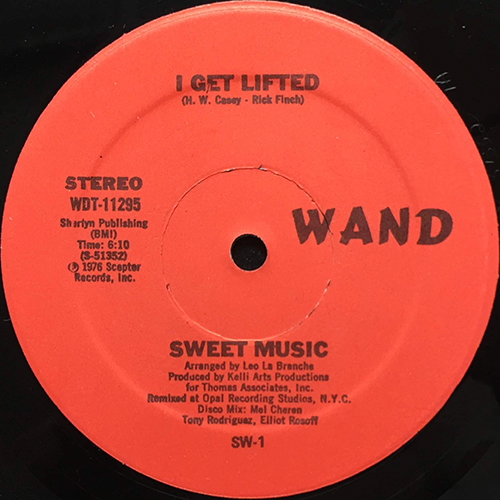 I GET LIFTED
(H. W. Casey - Rick Finch)
STEREO
WDT-11295
Sherlyn Publishing
(BMI)
Time: 6:10
(S-51352)
℗ 1976 Scepter
Records, Inc.
WAND
SWEET MUSIC
Arranged by Leo La Branche
Produced by Kelli Arts Productions
for Thomas Associates, Inc.
Remixed at Opal Recording Studios, N.Y.C.
Disco Mix: Mel Cheren
Tony Rodriguez, Elliot Rosoff
SW-1